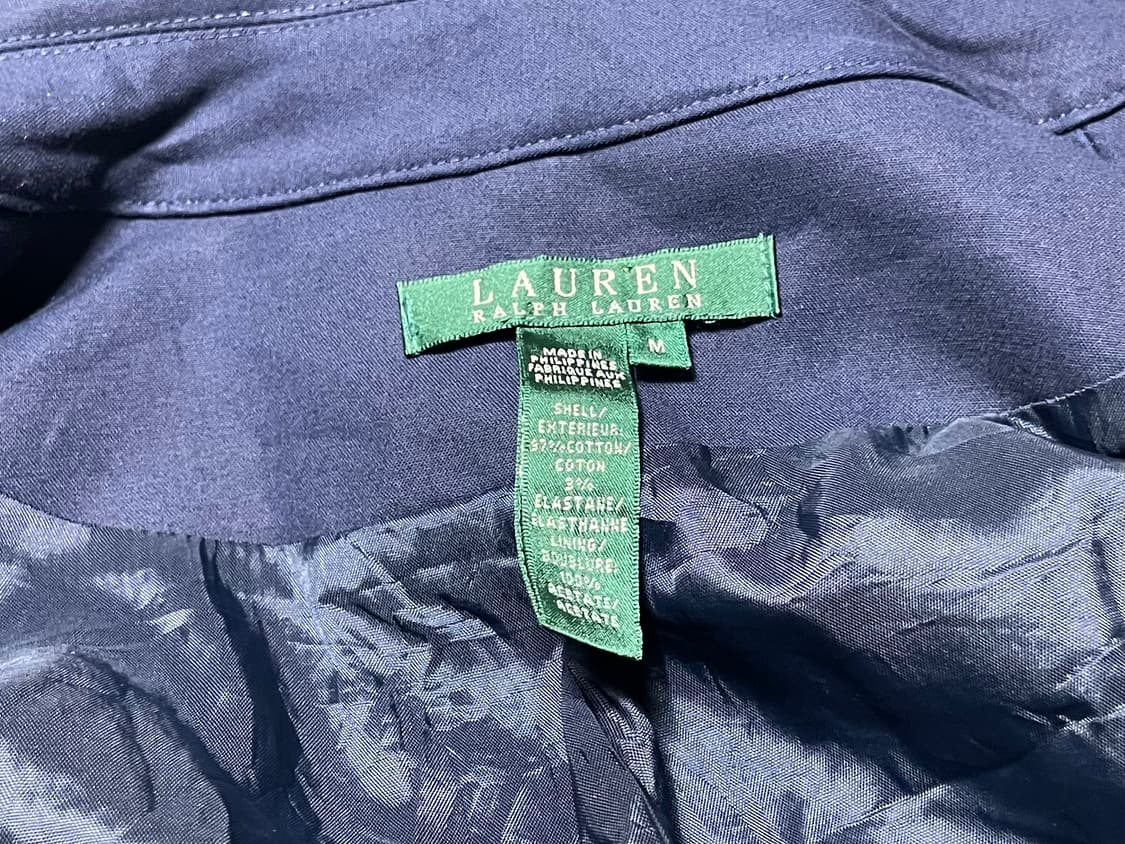 LAUREN
RALPH LAUREN
M
MADE IN
PHILIPPINES
FABRIQUE AUX
PHILIPPINES
SHELL/
EXTERIEUR:
97% COTTON/
COTON
3%
ELASTANE/
ELASTHANNE
LINING/
DOUBLURE:
100%
ACETATE/
ACETATE